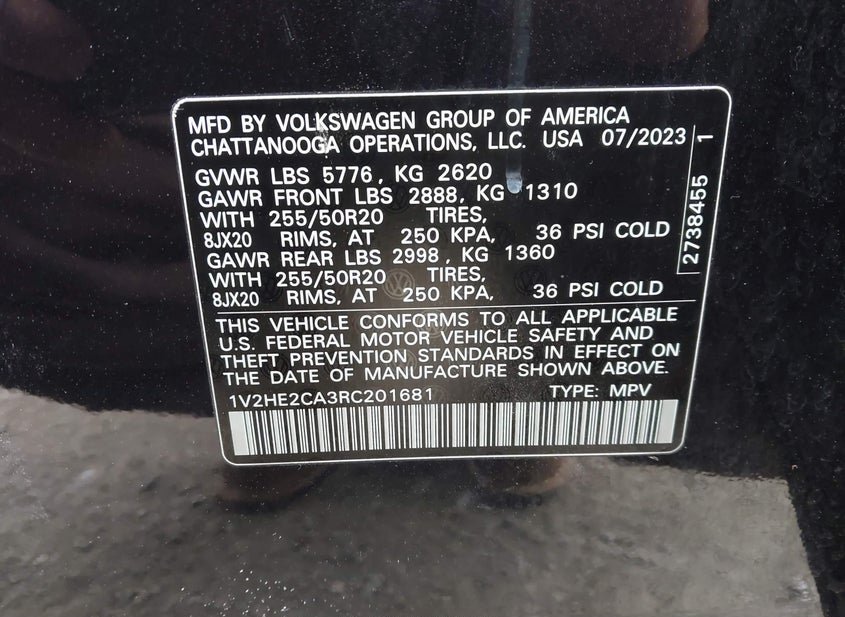 MFD BY VOLKSWAGEN GROUP OF AMERICA
CHATTANOOGA OPERATIONS, LLC. USA 07/2023
GVWR LBS 5776, KG 2620
GAWR FRONT LBS 2888, KG 1310
WITH 255/50R20 TIRES,
8JX20 RIMS, AT 250 KPA, 36 PSI COLD
GAWR REAR LBS 2998, KG 1360
WITH 255/50R20 TIRES,
8JX20 RIMS, AT 250 KPA, 36 PSI COLD
2738455 1
THIS VEHICLE CONFORMS TO ALL APPLICABLE
U.S. FEDERAL MOTOR VEHICLE SAFETY AND
THEFT PREVENTION STANDARDS IN EFFECT ON
THE DATE OF MANUFACTURE SHOWN ABOVE.
1V2HE2CA3RC201681 TYPE: MPV